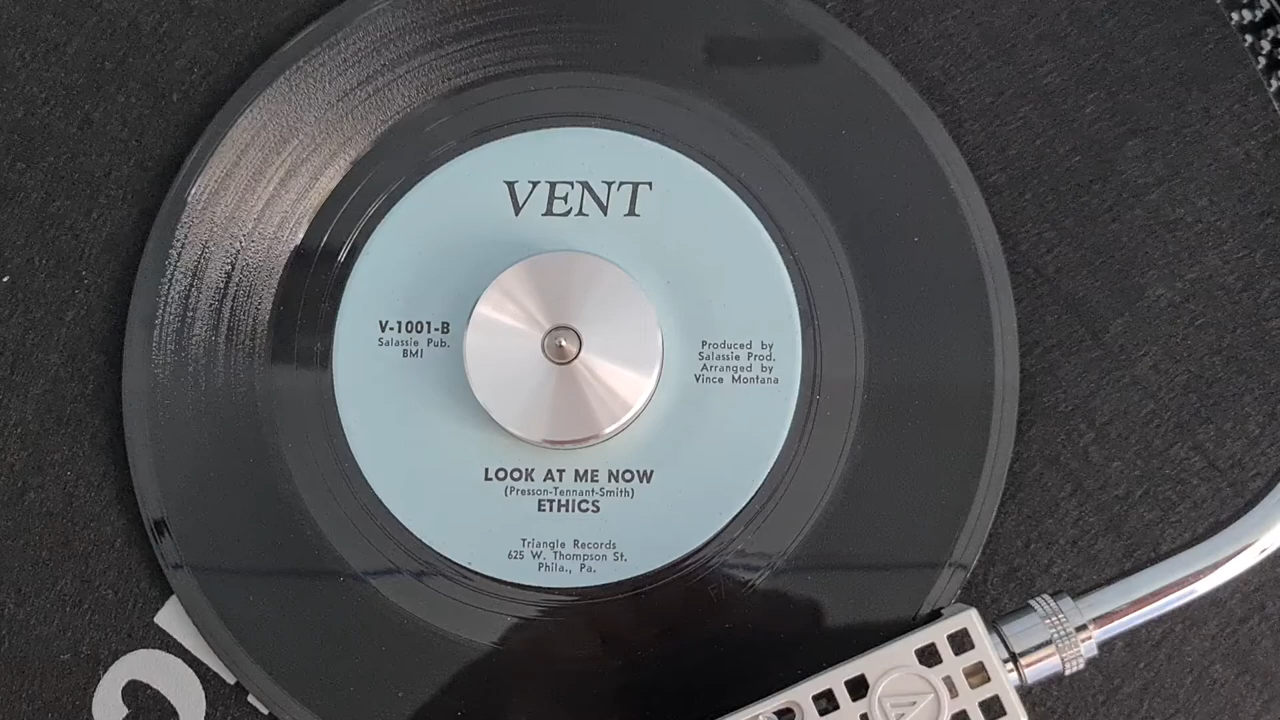 VENT
V-1001-B
Salassie Pub.
BMI
Produced by
Salassie Prod.
Arranged by
Vince Montana
LOOK AT ME NOW
(Presson-Tennant-Smith)
ETHICS
Triangle Records
625 W. Thompson St.
Phila., Pa.